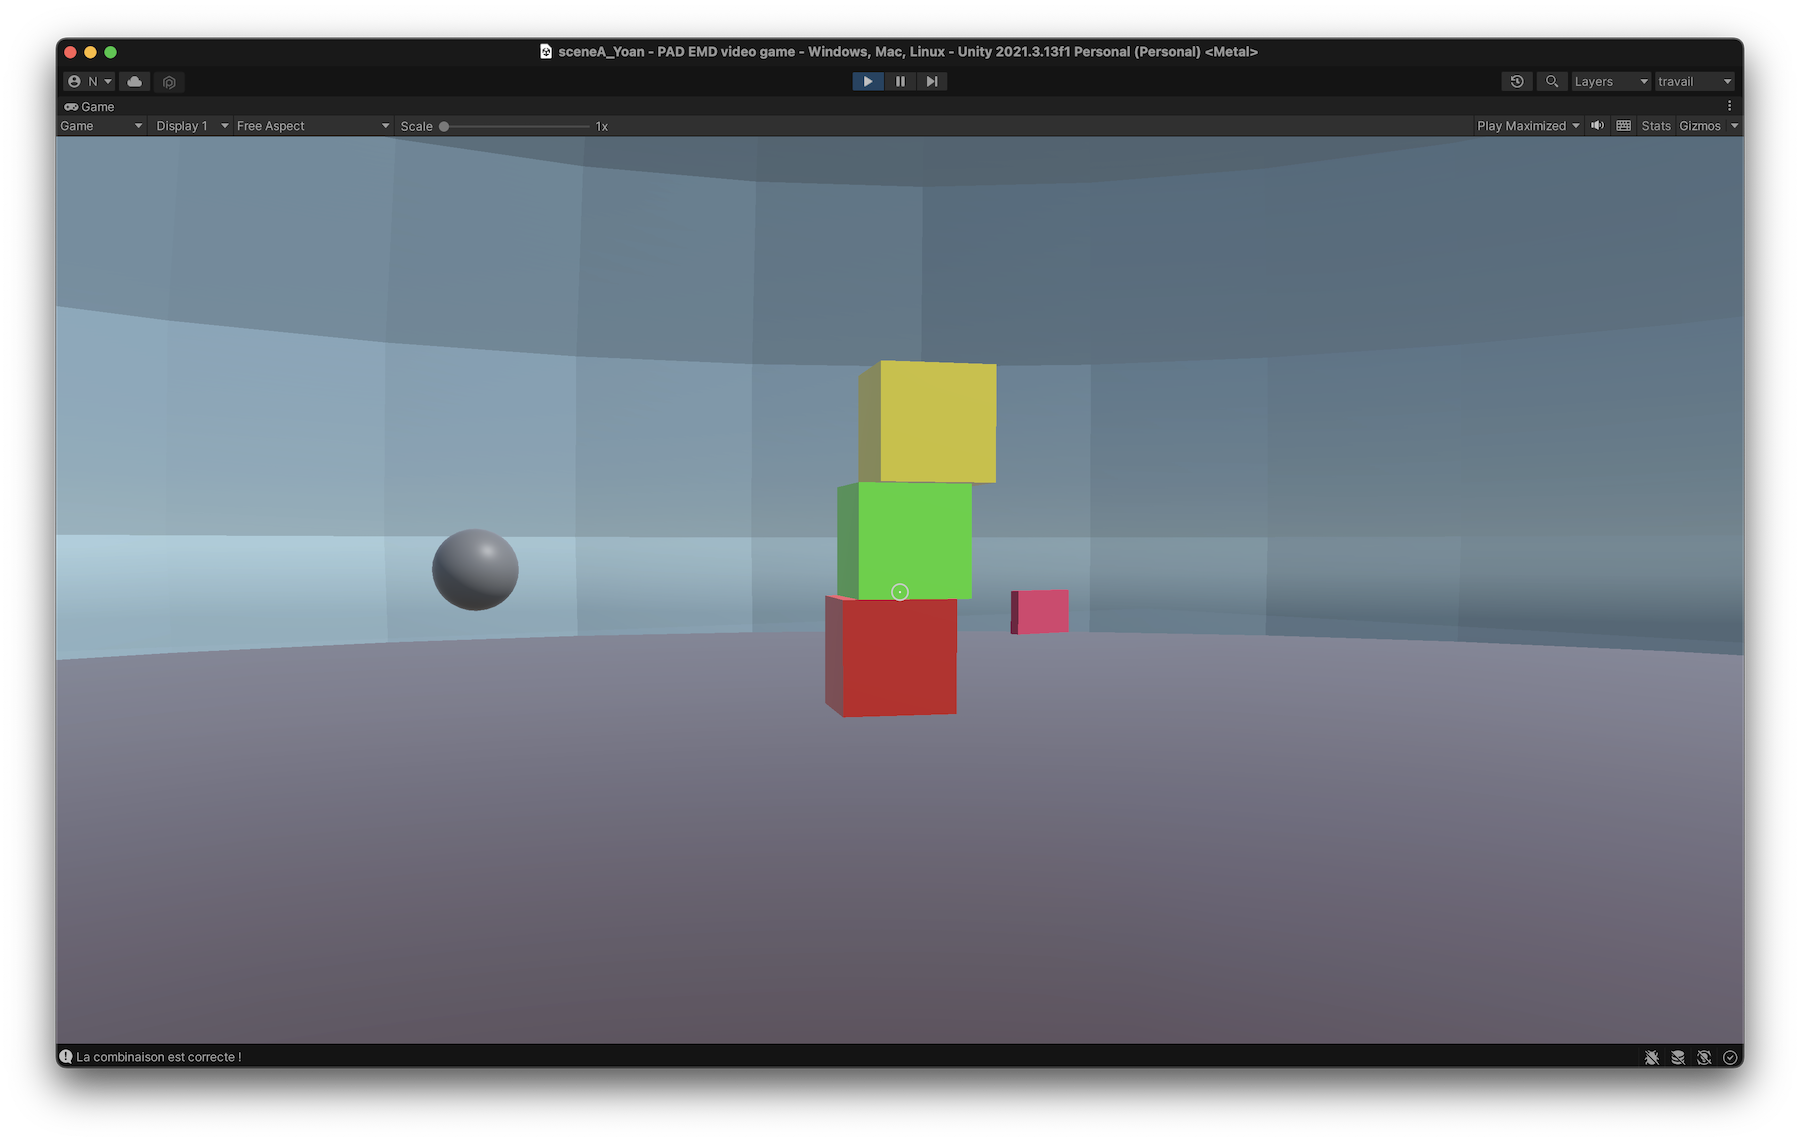 sceneA_Yoan - PAD EMD video game - Windows, Mac, Linux - Unity 2021.3.13f1 Personal (Personal) <Metal>
N Layers travail
Game
Game Display 1 Free Aspect Scale 1x Play Maximized Stats Gizmos
La combinaison est correcte !